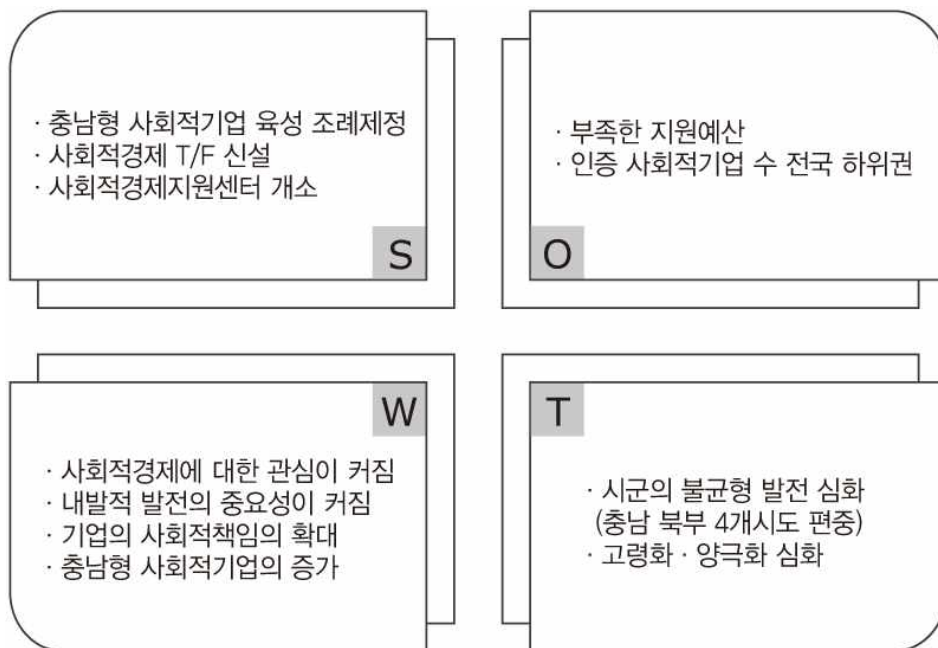 · 충남형 사회적기업 육성 조례제정
· 사회적경제 T/F 신설
· 사회적경제지원센터 개소
S
· 부족한 지원예산
· 인증 사회적기업 수 전국 하위권
O
W
· 사회적경제에 대한 관심이 커짐
· 내발적 발전의 중요성이 커짐
· 기업의 사회적책임의 확대
· 충남형 사회적기업의 증가
T
· 시군의 불균형 발전 심화
(충남 북부 4개시도 편중)
· 고령화 · 양극화 심화